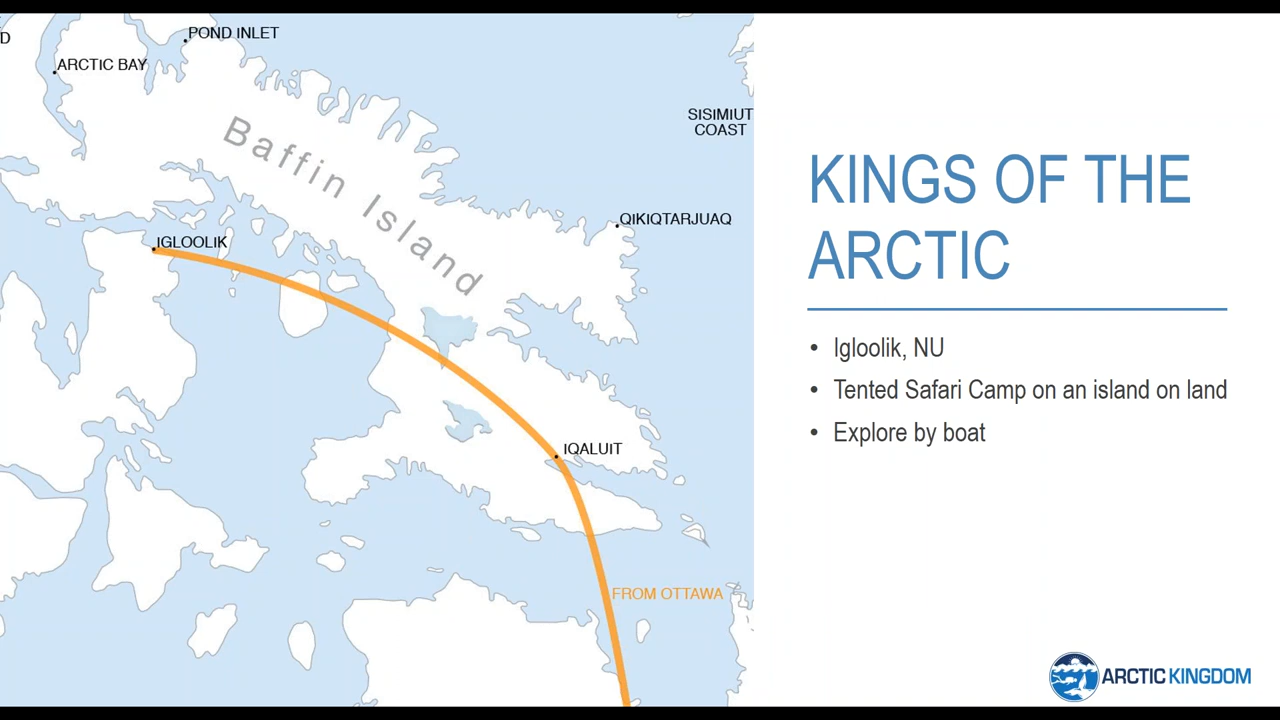 D
POND INLET
ARCTIC BAY
Baffin Island
SISIMIUT
COAST
QIKIQTARJUAQ
IGLOOLIK
IQALUIT
FROM OTTAWA
KINGS OF THE
ARCTIC
• Igloolik, NU
• Tented Safari Camp on an island on land
• Explore by boat
ARCTIC KINGDOM